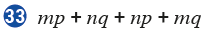 33 mp + nq + np + mq